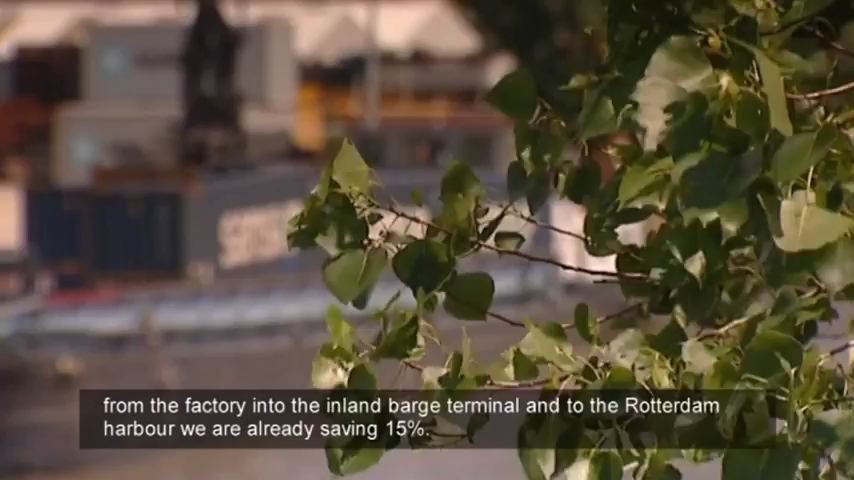 from the factory into the inland barge terminal and to the Rotterdam
harbour we are already saving 15%.